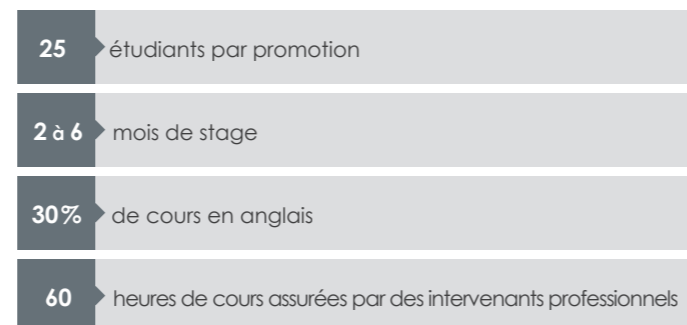 25 étudiants par promotion
2 à 6 mois de stage
30% de cours en anglais
60 heures de cours assurées par des intervenants professionnels